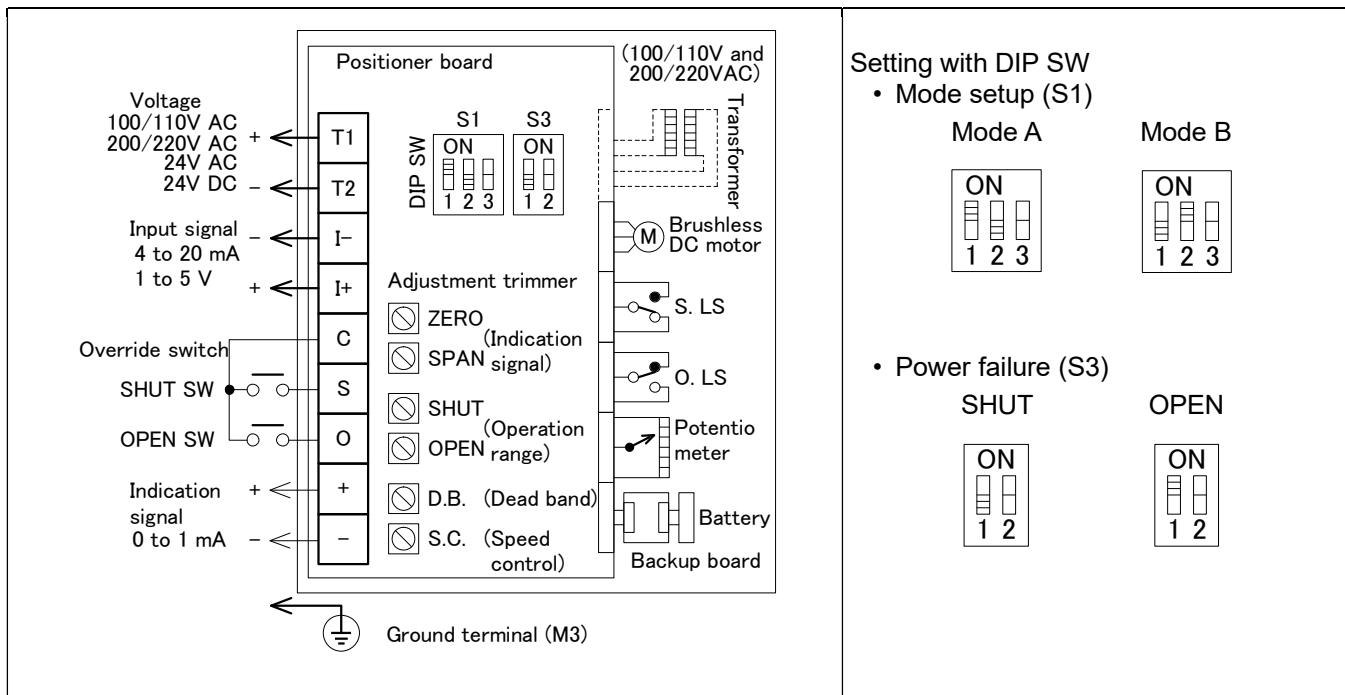 Positioner board
(100/110V and
200/220VAC)
Transformer
Voltage
100/110V AC
200/220V AC
24V AC
24V DC
+
−
T1
T2
DIP SW
S1
ON
1 2 3
S3
ON
1 2
Input signal
4 to 20 mA
1 to 5 V
−
+
I−
I+
M
Brushless
DC motor
Adjustment trimmer
ZERO
SPAN
(Indication
signal)
S. LS
Override switch
SHUT SW
OPEN SW
C
S
O
SHUT
OPEN
(Operation
range)
O. LS
Potentio
meter
Indication
signal
0 to 1 mA
+
−
+
−
D.B. (Dead band)
S.C. (Speed
control)
Battery
Backup board
Ground terminal (M3)
Setting with DIP SW
• Mode setup (S1)
Mode A
Mode B
ON
1 2 3
ON
1 2 3
• Power failure (S3)
SHUT
OPEN
ON
1 2
ON
1 2